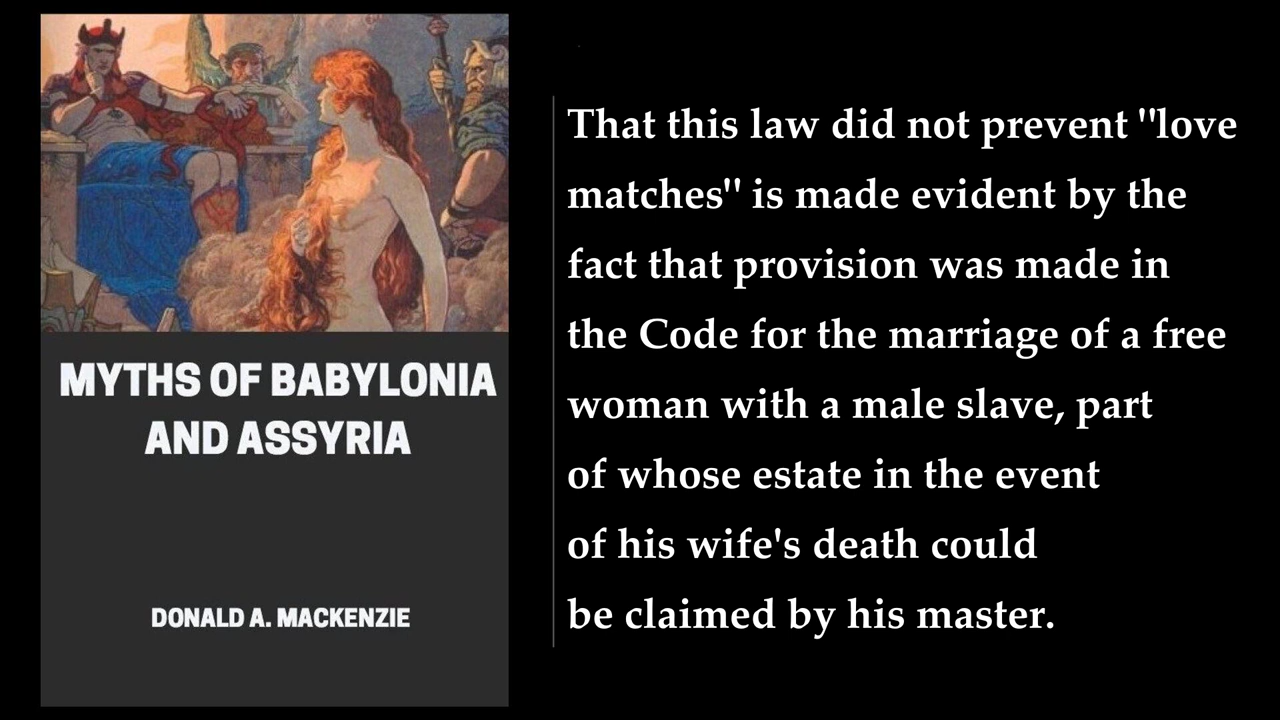 MYTHS OF BABYLONIA
AND ASSYRIA
DONALD A. MACKENZIE
That this law did not prevent "love
matches" is made evident by the
fact that provision was made in
the Code for the marriage of a free
woman with a male slave, part
of whose estate in the event
of his wife's death could
be claimed by his master.